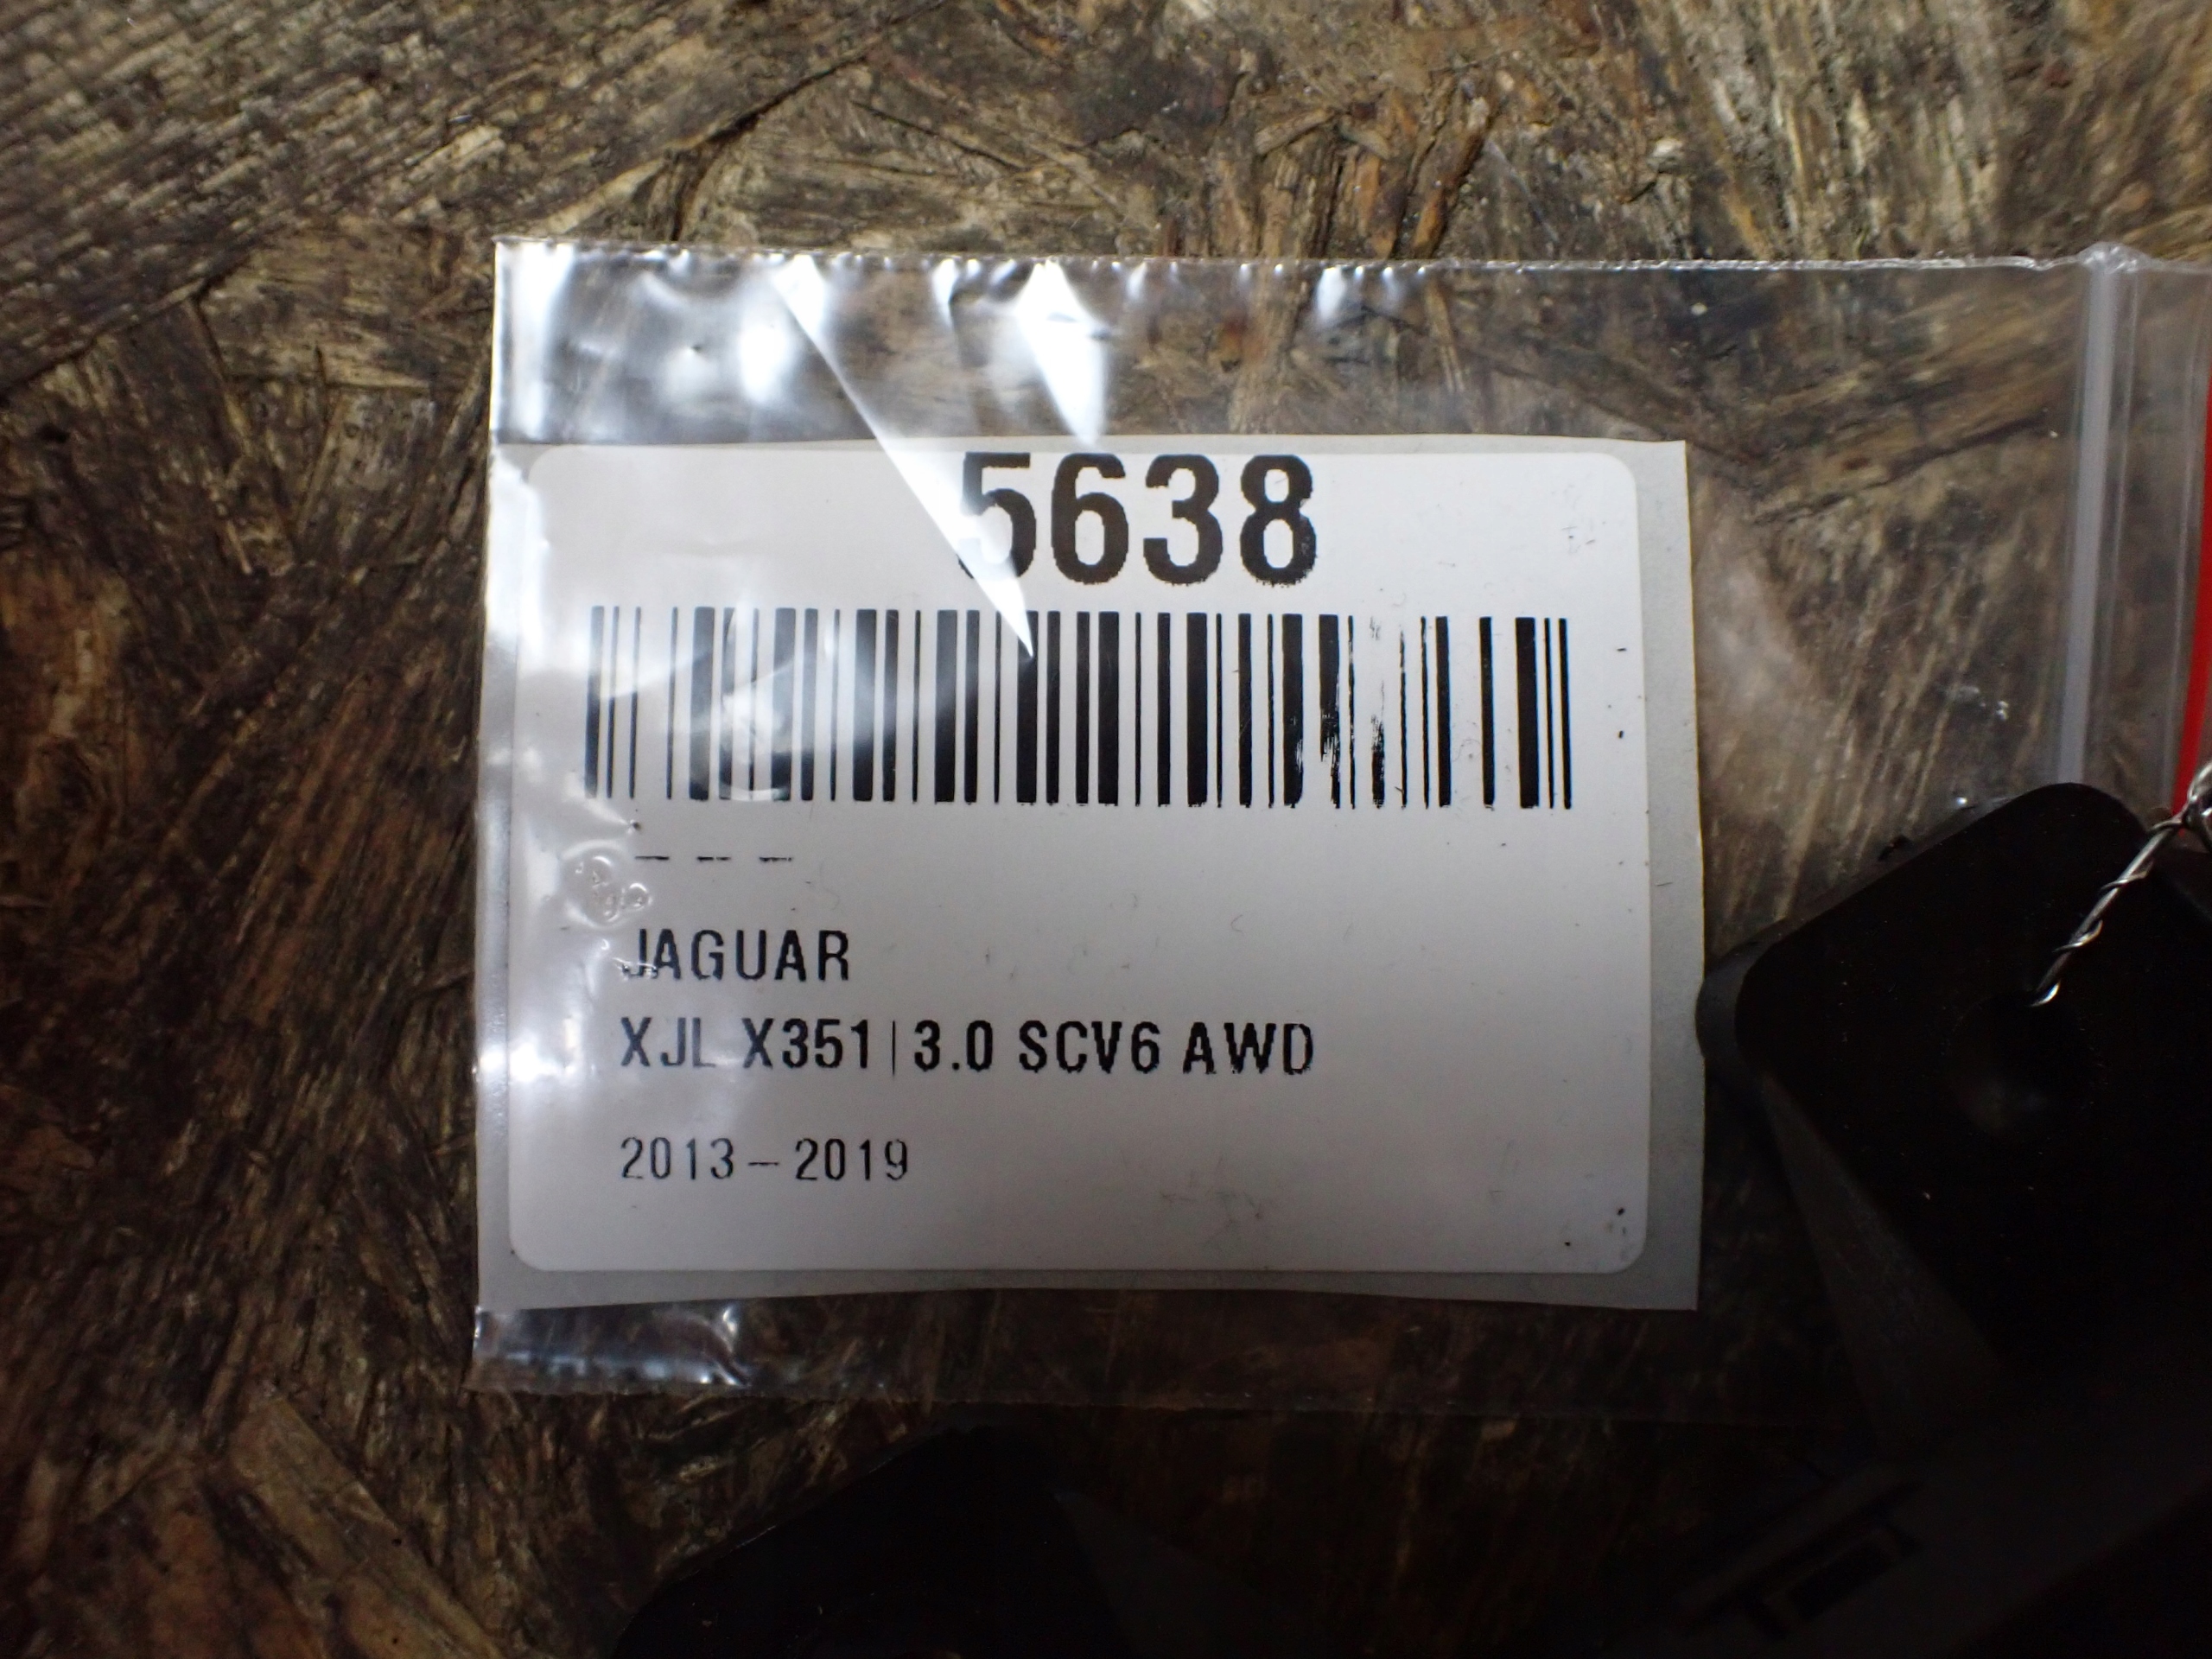 5638
– – –
JAGUAR
XJL X351|3.0 SCV6 AWD
2013–2019